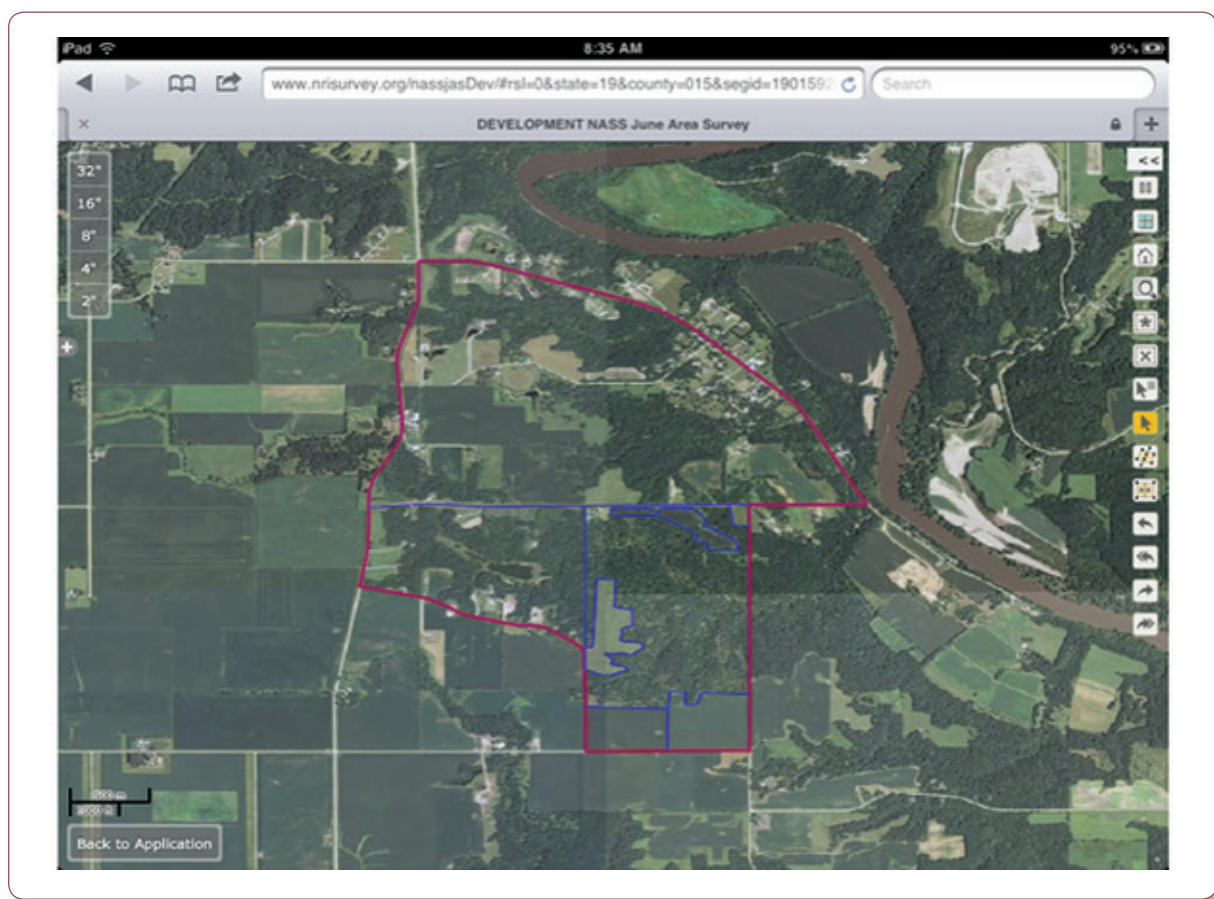 iPad
8:35 AM
95%
www.nrisurvey.org/nassjasDev/#rsl=0&state=19&county=015&segid=1901592
Search
DEVELOPMENT NASS June Area Survey
<<
32"
16"
8"
4"
2"
Back to Application